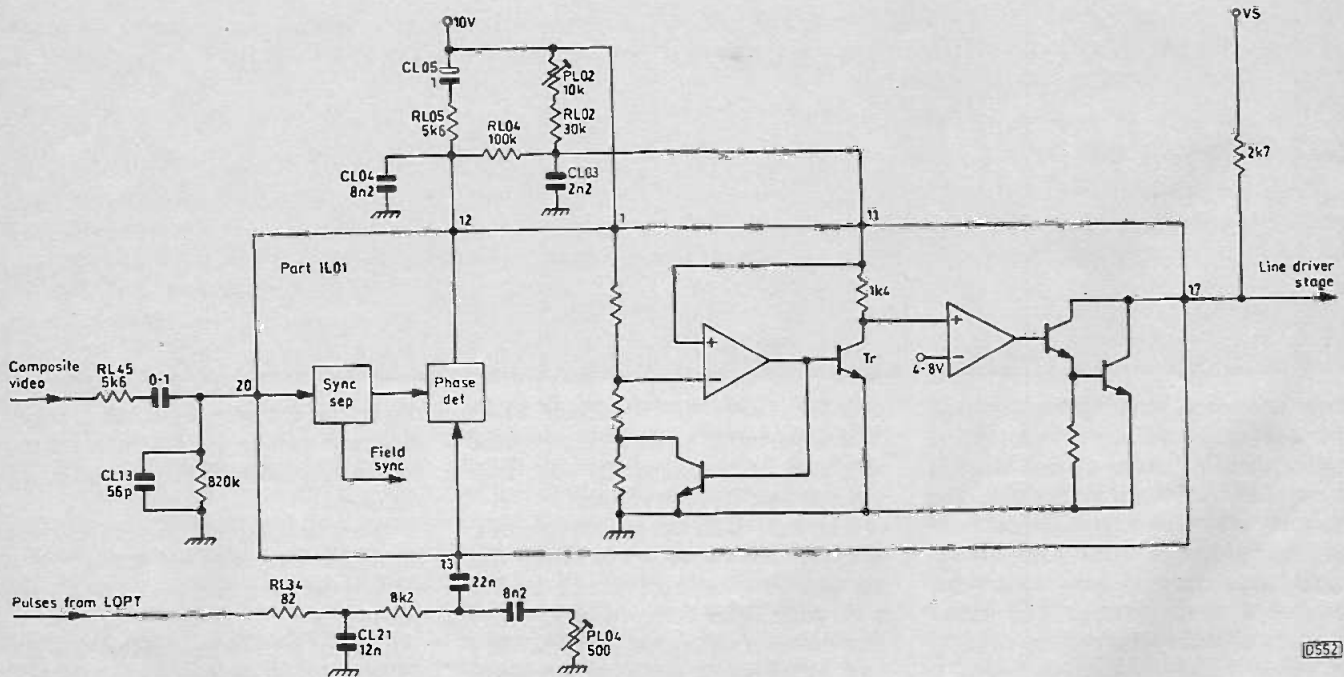 10V
VS
CL05
1
PL02
10k
RL05
5k6
RL02
30k
RL04
100k
2k7
CL04
8n2
CL03
2n2
12
1
11
Part IL01
17
Line driver
stage
1k4
+
−
Tr
+
−
4·8V
Composite
video
RL45
5k6
0·1
20
Sync
sep
Phase
det
Field
sync
CL13
56p
820k
13
22n
Pulses from LOPT
RL34
82
8k2
8n2
CL21
12n
PL04
500
D552